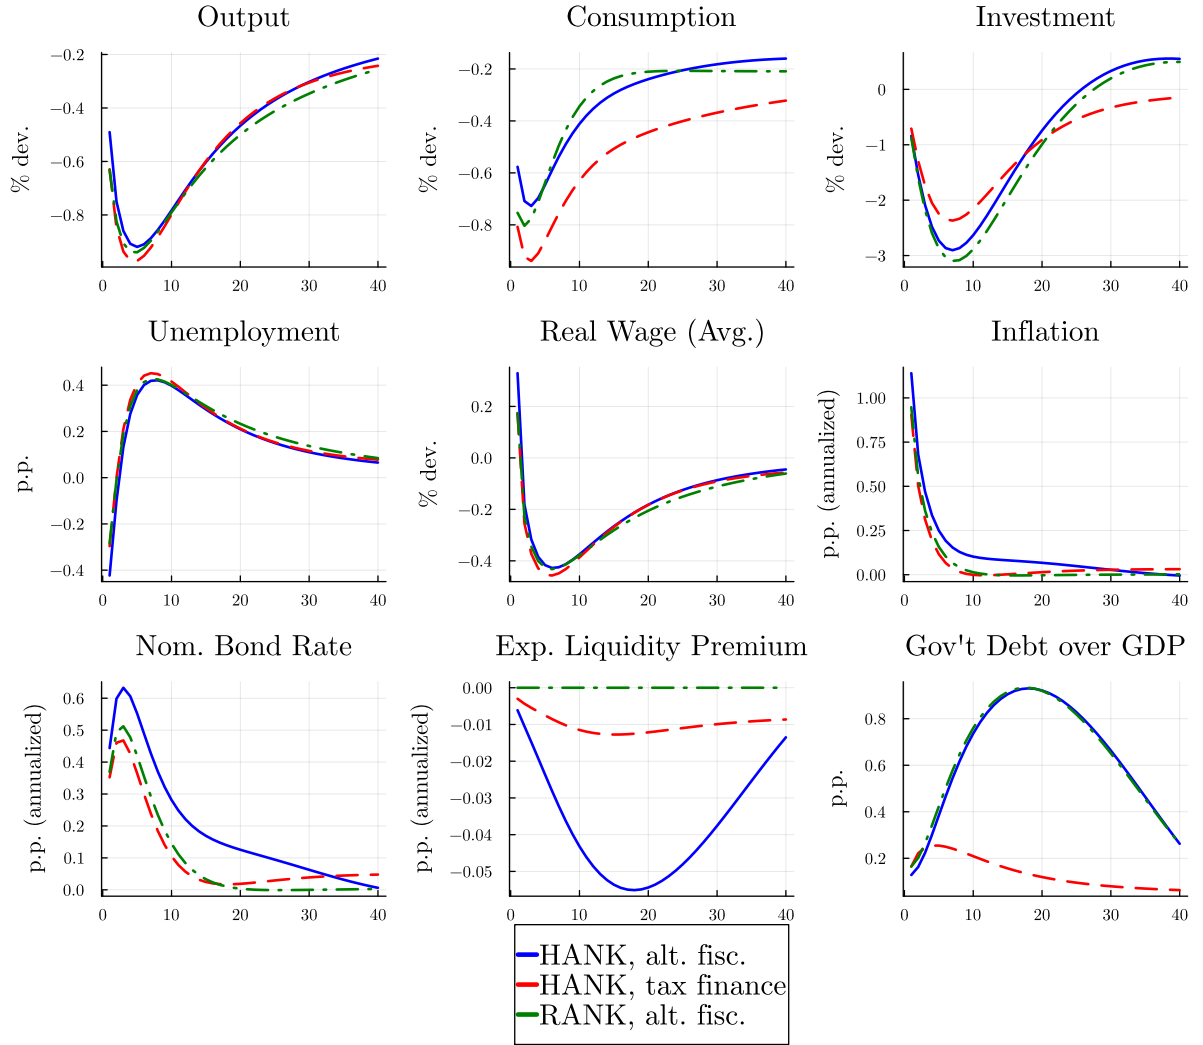 Output
Consumption
Investment
% dev.
−0.2
−0.4
−0.6
−0.8
0 10 20 30 40
% dev.
−0.2
−0.4
−0.6
−0.8
0 10 20 30 40
% dev.
0
−1
−2
−3
0 10 20 30 40
Unemployment
Real Wage (Avg.)
Inflation
p.p.
0.4
0.2
0.0
−0.2
−0.4
0 10 20 30 40
% dev.
0.2
0.0
−0.2
−0.4
0 10 20 30 40
p.p. (annualized)
1.00
0.75
0.50
0.25
0.00
0 10 20 30 40
Nom. Bond Rate
Exp. Liquidity Premium
Gov't Debt over GDP
p.p. (annualized)
0.6
0.5
0.4
0.3
0.2
0.1
0.0
0 10 20 30 40
p.p. (annualized)
0.00
−0.01
−0.02
−0.03
−0.04
−0.05
0 10 20 30 40
p.p.
0.8
0.6
0.4
0.2
0 10 20 30 40
HANK, alt. fisc.
HANK, tax finance
RANK, alt. fisc.